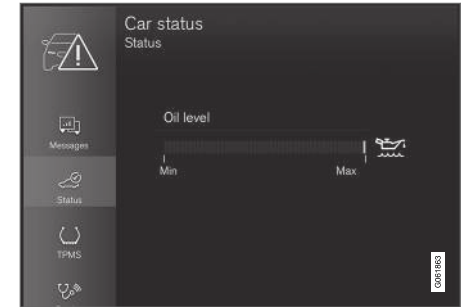 Car status
Status
Messages
Status
TPMS
Oil level
Min Max
G061863